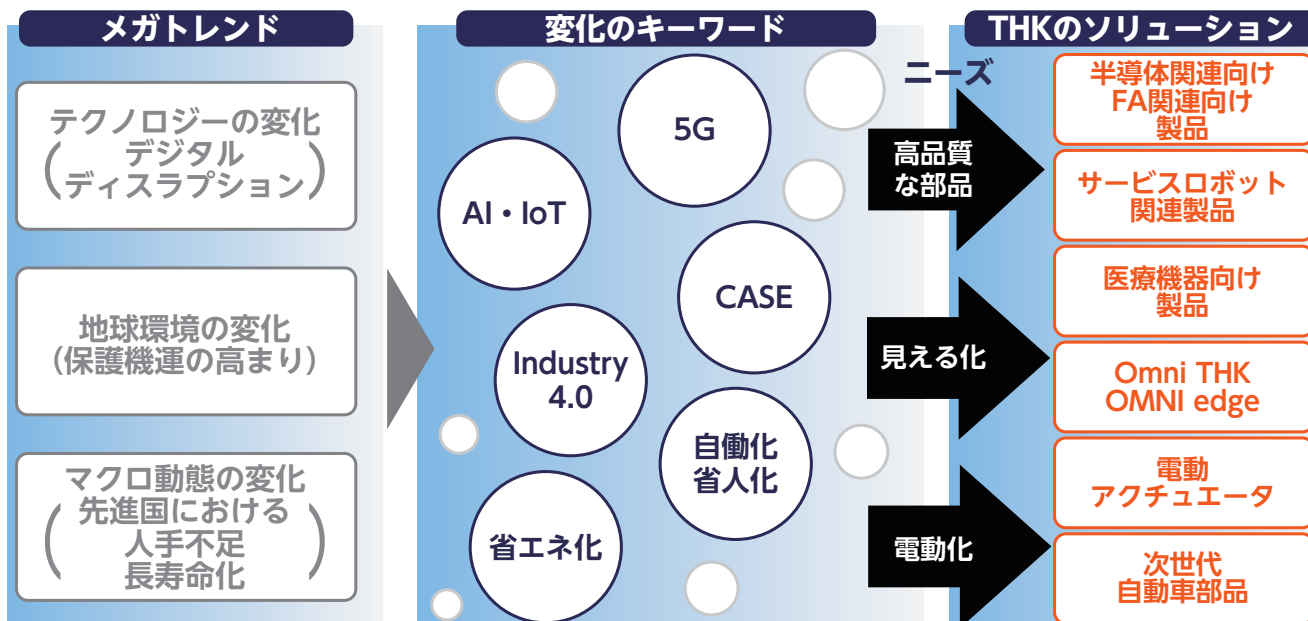 メガトレンド
テクノロジーの変化
(デジタル
ディスラプション)
地球環境の変化
(保護機運の高まり)
マクロ動態の変化
(先進国における
人手不足
長寿命化)
変化のキーワード
5G
AI・IoT
CASE
Industry
4.0
自働化
省人化
省エネ化
ニーズ
高品質
な部品
見える化
電動化
THKのソリューション
半導体関連向け
FA関連向け
製品
サービスロボット
関連製品
医療機器向け
製品
Omni THK
OMNI edge
電動
アクチュエータ
次世代
自動車部品